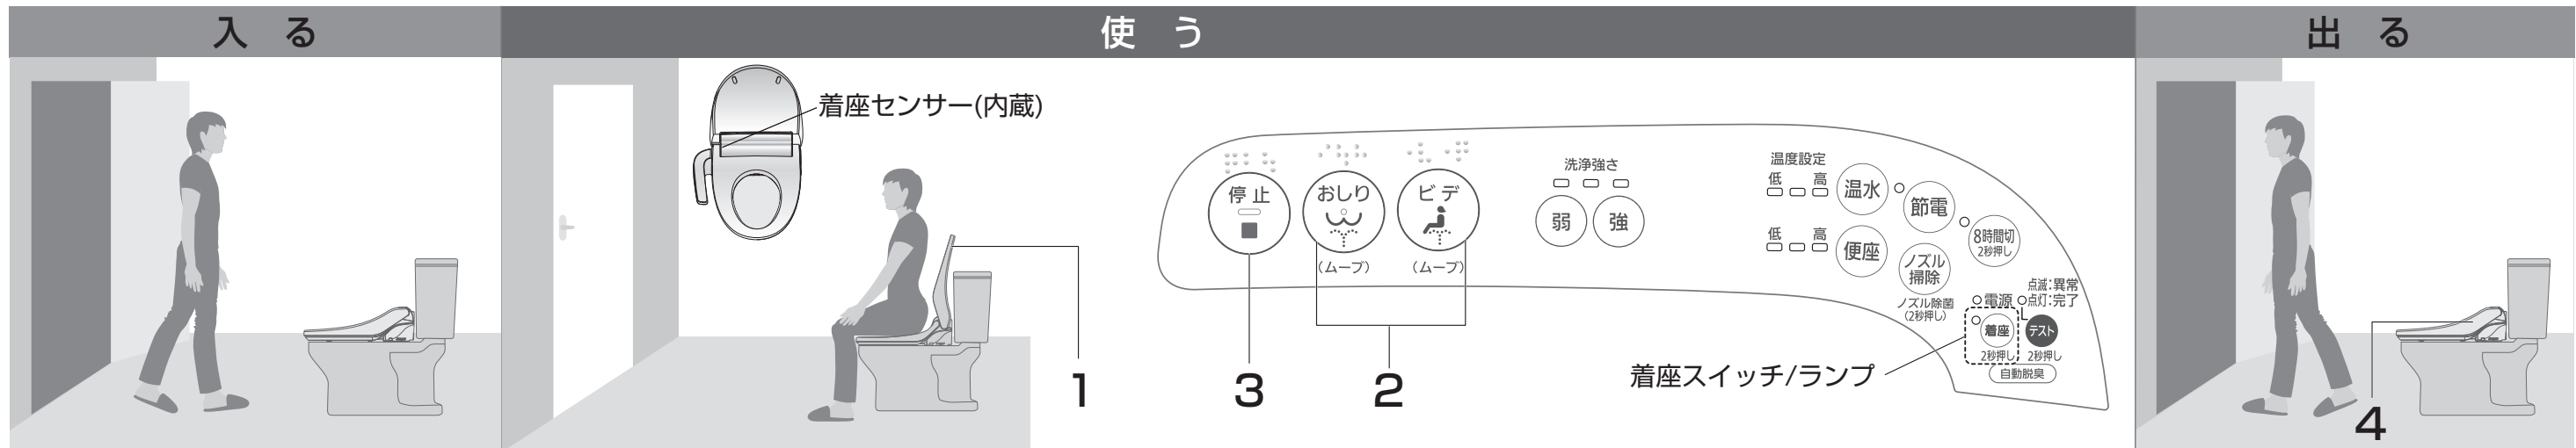 入 る
使 う
出 る
着座センサー(内蔵)
停 止
おしり
ビ デ
(ムーブ)
(ムーブ)
洗浄強さ
弱
強
温度設定
低
高
温水
低
高
便座
節電
8時間切
2秒押し
ノズル
掃除
ノズル除菌
(2秒押し)
電源
点滅:異常
点灯:完了
着座
2秒押し
テスト
2秒押し
自動脱臭
着座スイッチ/ランプ
1
3
2
4